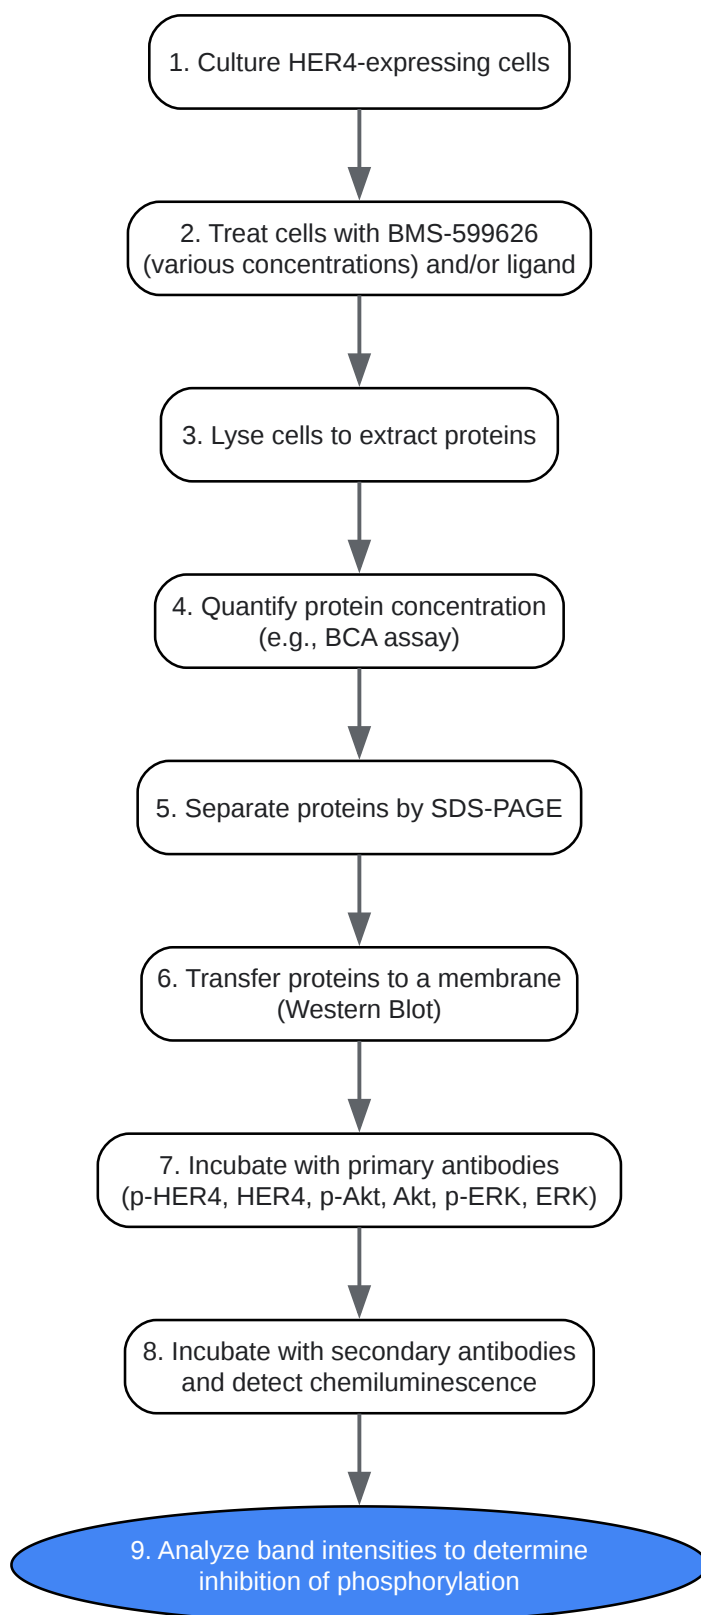 1. Culture HER4-expressing cells
2. Treat cells with BMS-599626
(various concentrations) and/or ligand
3. Lyse cells to extract proteins
4. Quantify protein concentration
(e.g., BCA assay)
5. Separate proteins by SDS-PAGE
6. Transfer proteins to a membrane
(Western Blot)
7. Incubate with primary antibodies
(p-HER4, HER4, p-Akt, Akt, p-ERK, ERK)
8. Incubate with secondary antibodies
and detect chemiluminescence
9. Analyze band intensities to determine
inhibition of phosphorylation